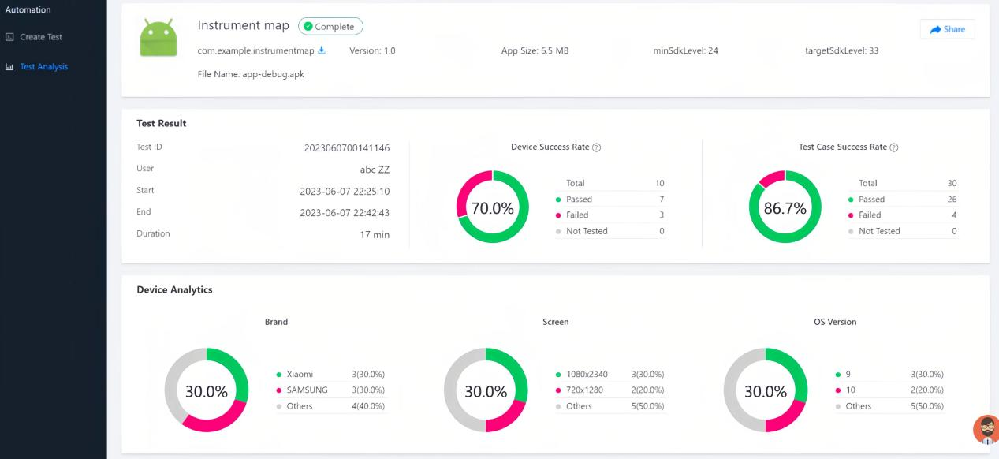 Automation
Create Test
Test Analysis
Instrument map Complete
Share
com.example.instrumentmap Version: 1.0 App Size: 6.5 MB minSdkLevel: 24 targetSdkLevel: 33
File Name: app-debug.apk
Test Result
Test ID 2023060700141146
User abc ZZ
Start 2023-06-07 22:25:10
End 2023-06-07 22:42:43
Duration 17 min
Device Success Rate ?
70.0%
Total 10
Passed 7
Failed 3
Not Tested 0
Test Case Success Rate ?
86.7%
Total 30
Passed 26
Failed 4
Not Tested 0
Device Analytics
Brand
30.0%
Xiaomi 3(30.0%)
SAMSUNG 3(30.0%)
Others 4(40.0%)
Screen
30.0%
1080x2340 3(30.0%)
720x1280 2(20.0%)
Others 5(50.0%)
OS Version
30.0%
9 3(30.0%)
10 2(20.0%)
Others 5(50.0%)